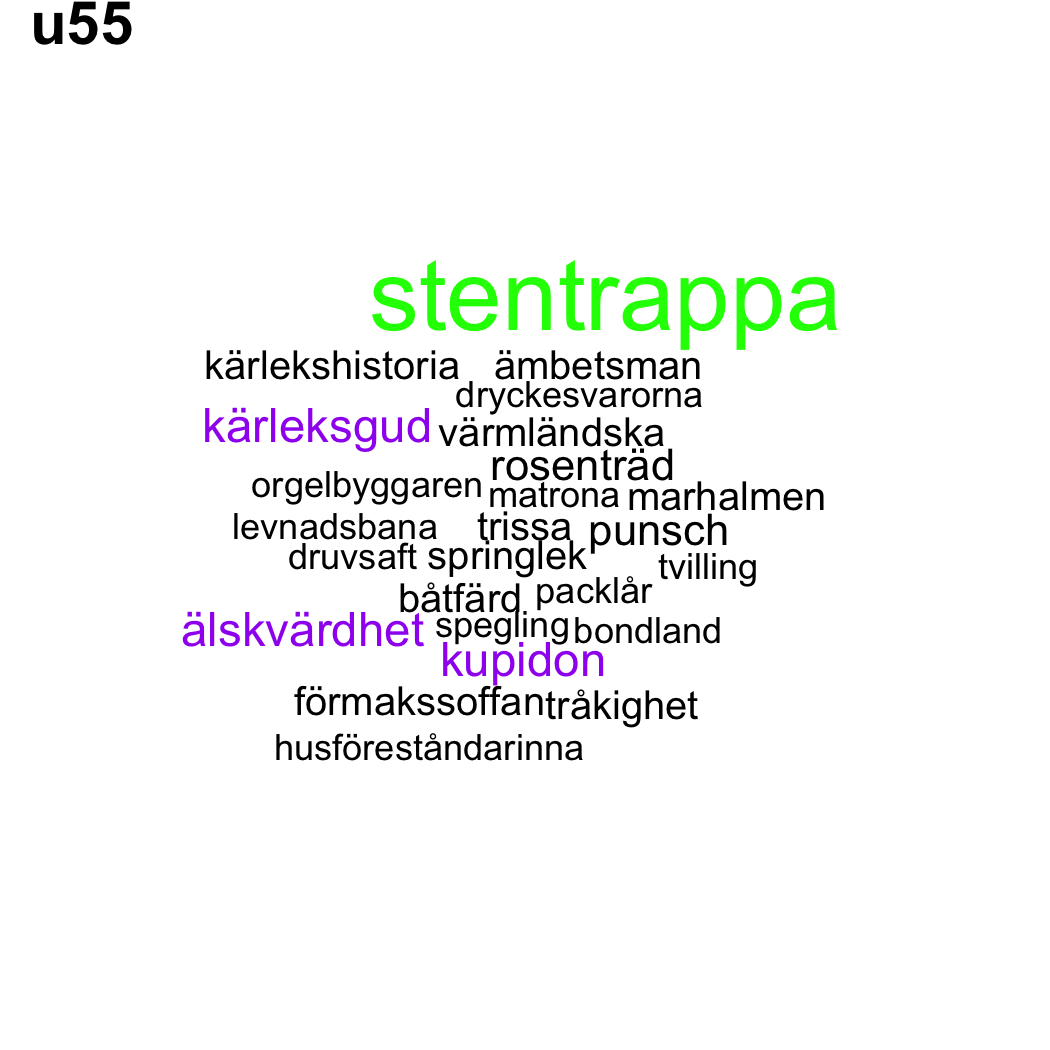 u55
stentrappa
kärlekshistoria ämbetsman
dryckesvarorna
kärleksgud värmländska
rosenträd
orgelbyggaren matrona marhalmen
levnadsbana trissa punsch
druvsaft springlek tvilling
båtfärd packlår
älskvärdhet spegling bondland
kupidon
förmakssoffan tråkighet
husföreståndarinna